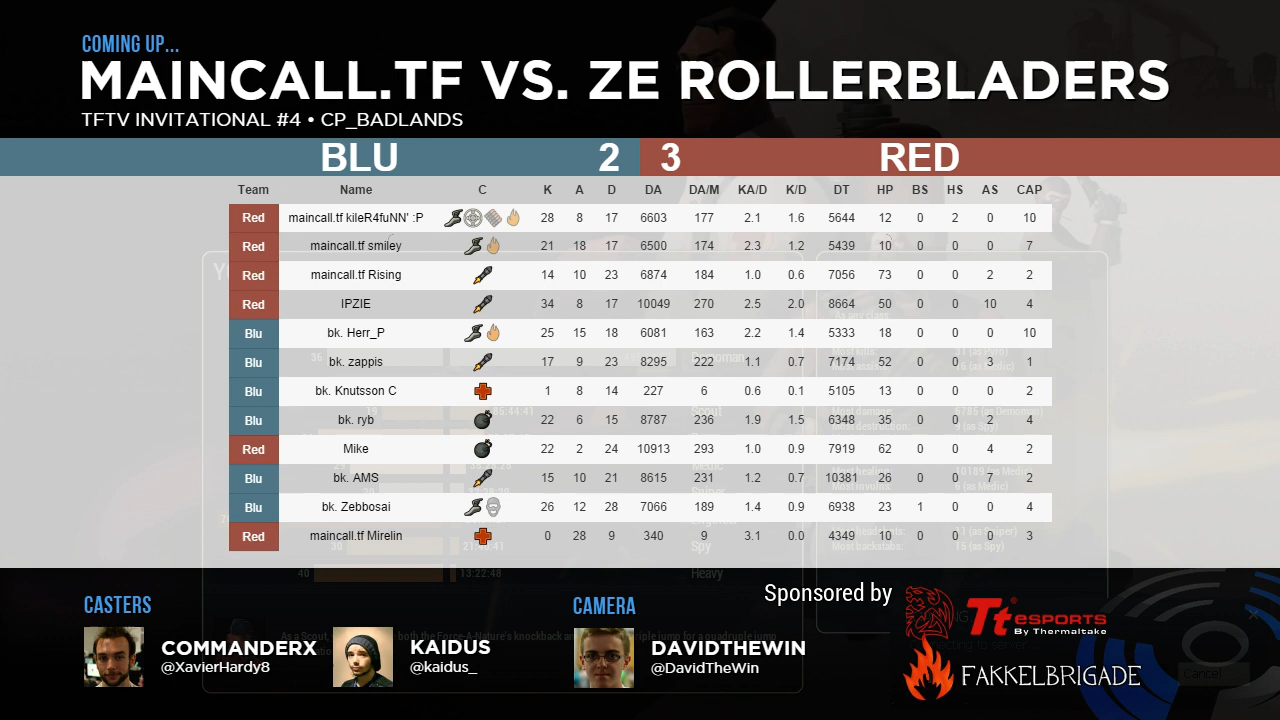 COMING UP...
MAINCALL.TF VS. ZE ROLLERBLADERS
TFTV INVITATIONAL #4 • CP_BADLANDS
BLU 2 3 RED
Team Name C K A D DA DA/M KA/D K/D DT HP BS HS AS CAP
Red maincall.tf kileR4fuNN' :P 28 8 17 6603 177 2.1 1.6 5644 12 0 2 0 10
Red maincall.tf smiley 21 18 17 6500 174 2.3 1.2 5439 10 0 0 0 7
Red maincall.tf Rising 14 10 23 6874 184 1.0 0.6 7056 73 0 0 2 2
Red IPZIE 34 8 17 10049 270 2.5 2.0 8664 50 0 0 10 4
Blu bk. Herr_P 25 15 18 6081 163 2.2 1.4 5333 18 0 0 0 10
Blu bk. zappis 17 9 23 8295 222 1.1 0.7 7174 52 0 0 3 1
Blu bk. Knutsson C 1 8 14 227 6 0.6 0.1 5105 13 0 0 0 2
Blu bk. ryb 22 6 15 8787 236 1.9 1.5 6348 35 0 0 2 4
Red Mike 22 2 24 10913 293 1.0 0.9 7919 62 0 0 4 2
Blu bk. AMS 15 10 21 8615 231 1.2 0.7 10381 26 0 0 7 2
Blu bk. Zebbosai 26 12 28 7066 189 1.4 0.9 6938 23 1 0 0 4
Red maincall.tf Mirelin 0 28 9 340 9 3.1 0.0 4349 10 0 0 0 3
Spy
40 13:22:48 Heavy
CASTERS
COMMANDERX
@XavierHardy8
KAIDUS
@kaidus_
CAMERA
DAVIDTHEWIN
@DavidTheWin
Sponsored by
Tt eSPORTS
By Thermaltake
FAKKELBRIGADE
Cancel